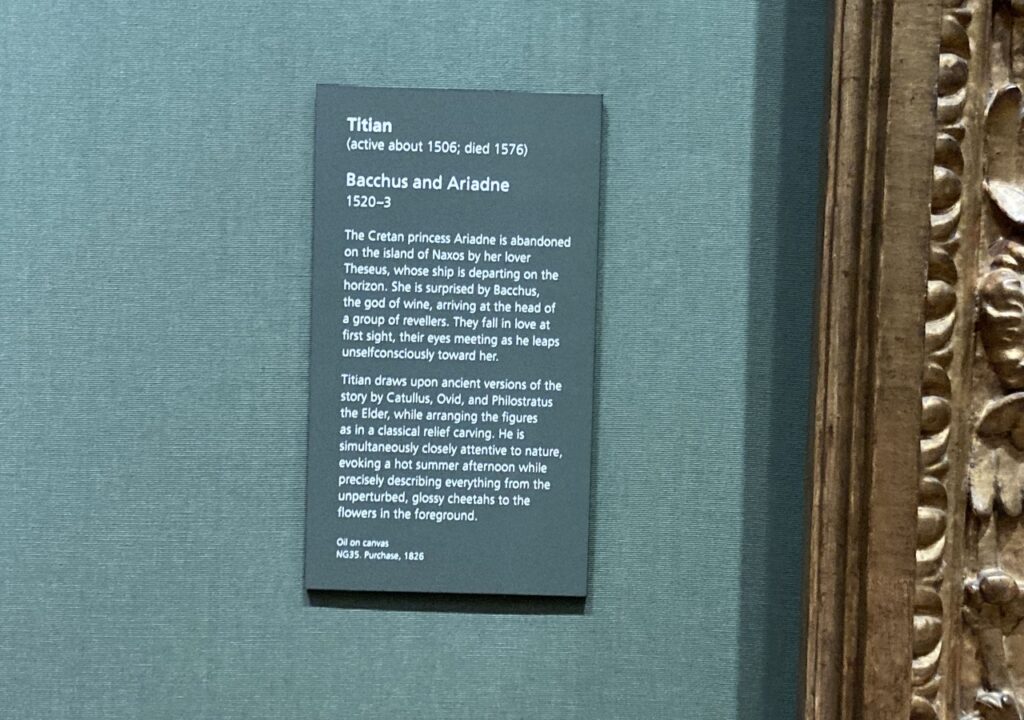 Titian
(active about 1506; died 1576)
Bacchus and Ariadne
1520–3
The Cretan princess Ariadne is abandoned
on the island of Naxos by her lover
Theseus, whose ship is departing on the
horizon. She is surprised by Bacchus,
the god of wine, arriving at the head of
a group of revellers. They fall in love at
first sight, their eyes meeting as he leaps
unselfconsciously toward her.
Titian draws upon ancient versions of the
story by Catullus, Ovid, and Philostratus
the Elder, while arranging the figures
as in a classical relief carving. He is
simultaneously closely attentive to nature,
evoking a hot summer afternoon while
precisely describing everything from the
unperturbed, glossy cheetahs to the
flowers in the foreground.
Oil on canvas
NG35. Purchase, 1826